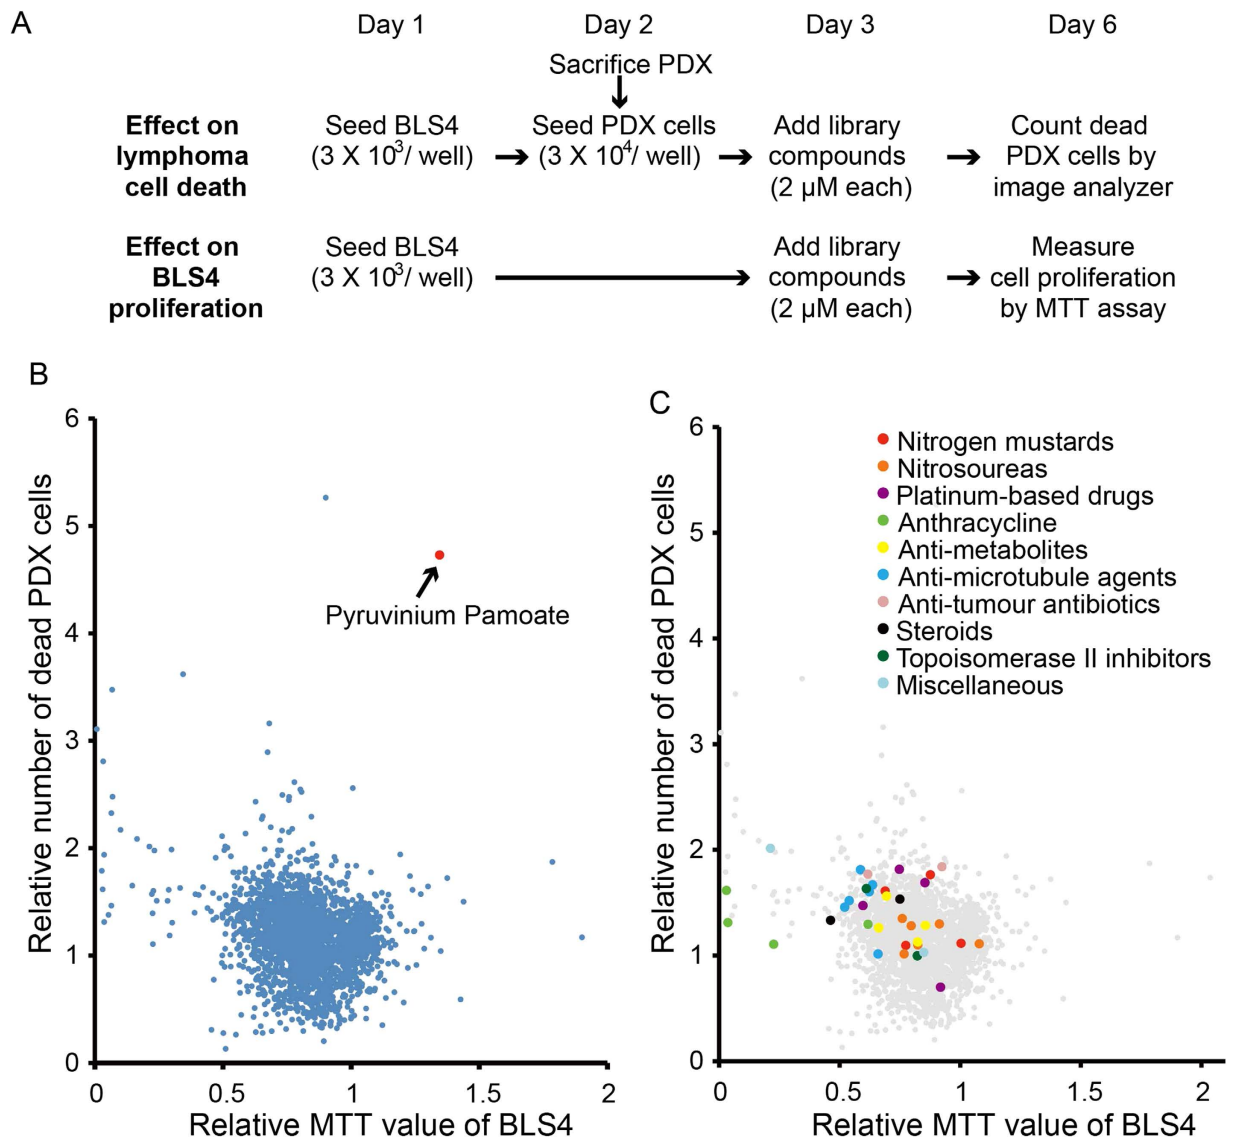 A
Day 1 Day 2 Day 3 Day 6
Sacrifice PDX
Effect on lymphoma cell death
Seed BLS4
(3 X 10³/ well)
Seed PDX cells
(3 X 10⁴/ well)
Add library
compounds
(2 µM each)
Count dead
PDX cells by
image analyzer
Effect on
BLS4
proliferation
Seed BLS4
(3 X 10³/ well)
Add library
compounds
(2 µM each)
Measure
cell proliferation
by MTT assay
B
Relative number of dead PDX cells
6
5
4
3
2
1
0
Pyruvinium Pamoate
0 0.5 1 1.5 2
Relative MTT value of BLS4
C
Relative number of dead PDX cells
6
5
4
3
2
1
0
Nitrogen mustards
Nitrosoureas
Platinum-based drugs
Anthracycline
Anti-metabolites
Anti-microtubule agents
Anti-tumour antibiotics
Steroids
Topoisomerase II inhibitors
Miscellaneous
0 0.5 1 1.5 2
Relative MTT value of BLS4